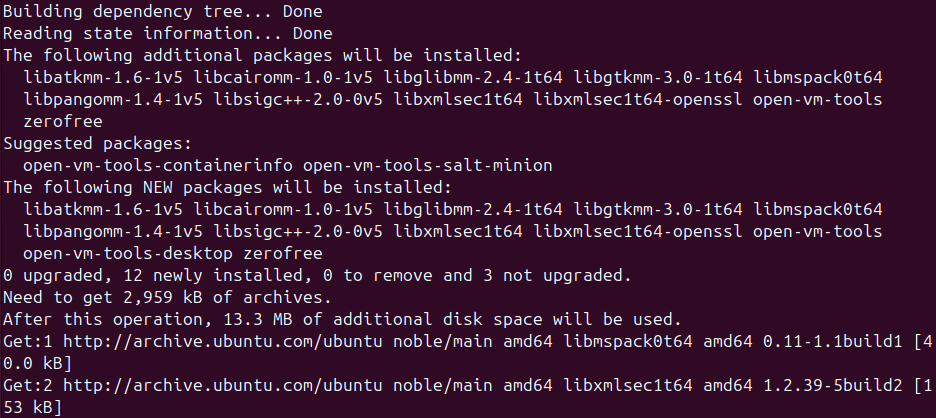 Building dependency tree... Done
Reading state information... Done
The following additional packages will be installed:
  libatkmm-1.6-1v5 libcairomm-1.0-1v5 libglibmm-2.4-1t64 libgtkmm-3.0-1t64 libmspack0t64
  libpangomm-1.4-1v5 libsigc++-2.0-0v5 libxmlsec1t64 libxmlsec1t64-openssl open-vm-tools
  zerofree
Suggested packages:
  open-vm-tools-containerinfo open-vm-tools-salt-minion
The following NEW packages will be installed:
  libatkmm-1.6-1v5 libcairomm-1.0-1v5 libglibmm-2.4-1t64 libgtkmm-3.0-1t64 libmspack0t64
  libpangomm-1.4-1v5 libsigc++-2.0-0v5 libxmlsec1t64 libxmlsec1t64-openssl open-vm-tools
  open-vm-tools-desktop zerofree
0 upgraded, 12 newly installed, 0 to remove and 3 not upgraded.
Need to get 2,959 kB of archives.
After this operation, 13.3 MB of additional disk space will be used.
Get:1 http://archive.ubuntu.com/ubuntu noble/main amd64 libmspack0t64 amd64 0.11-1.1build1 [4
0.0 kB]
Get:2 http://archive.ubuntu.com/ubuntu noble/main amd64 libxmlsec1t64 amd64 1.2.39-5build2 [1
53 kB]